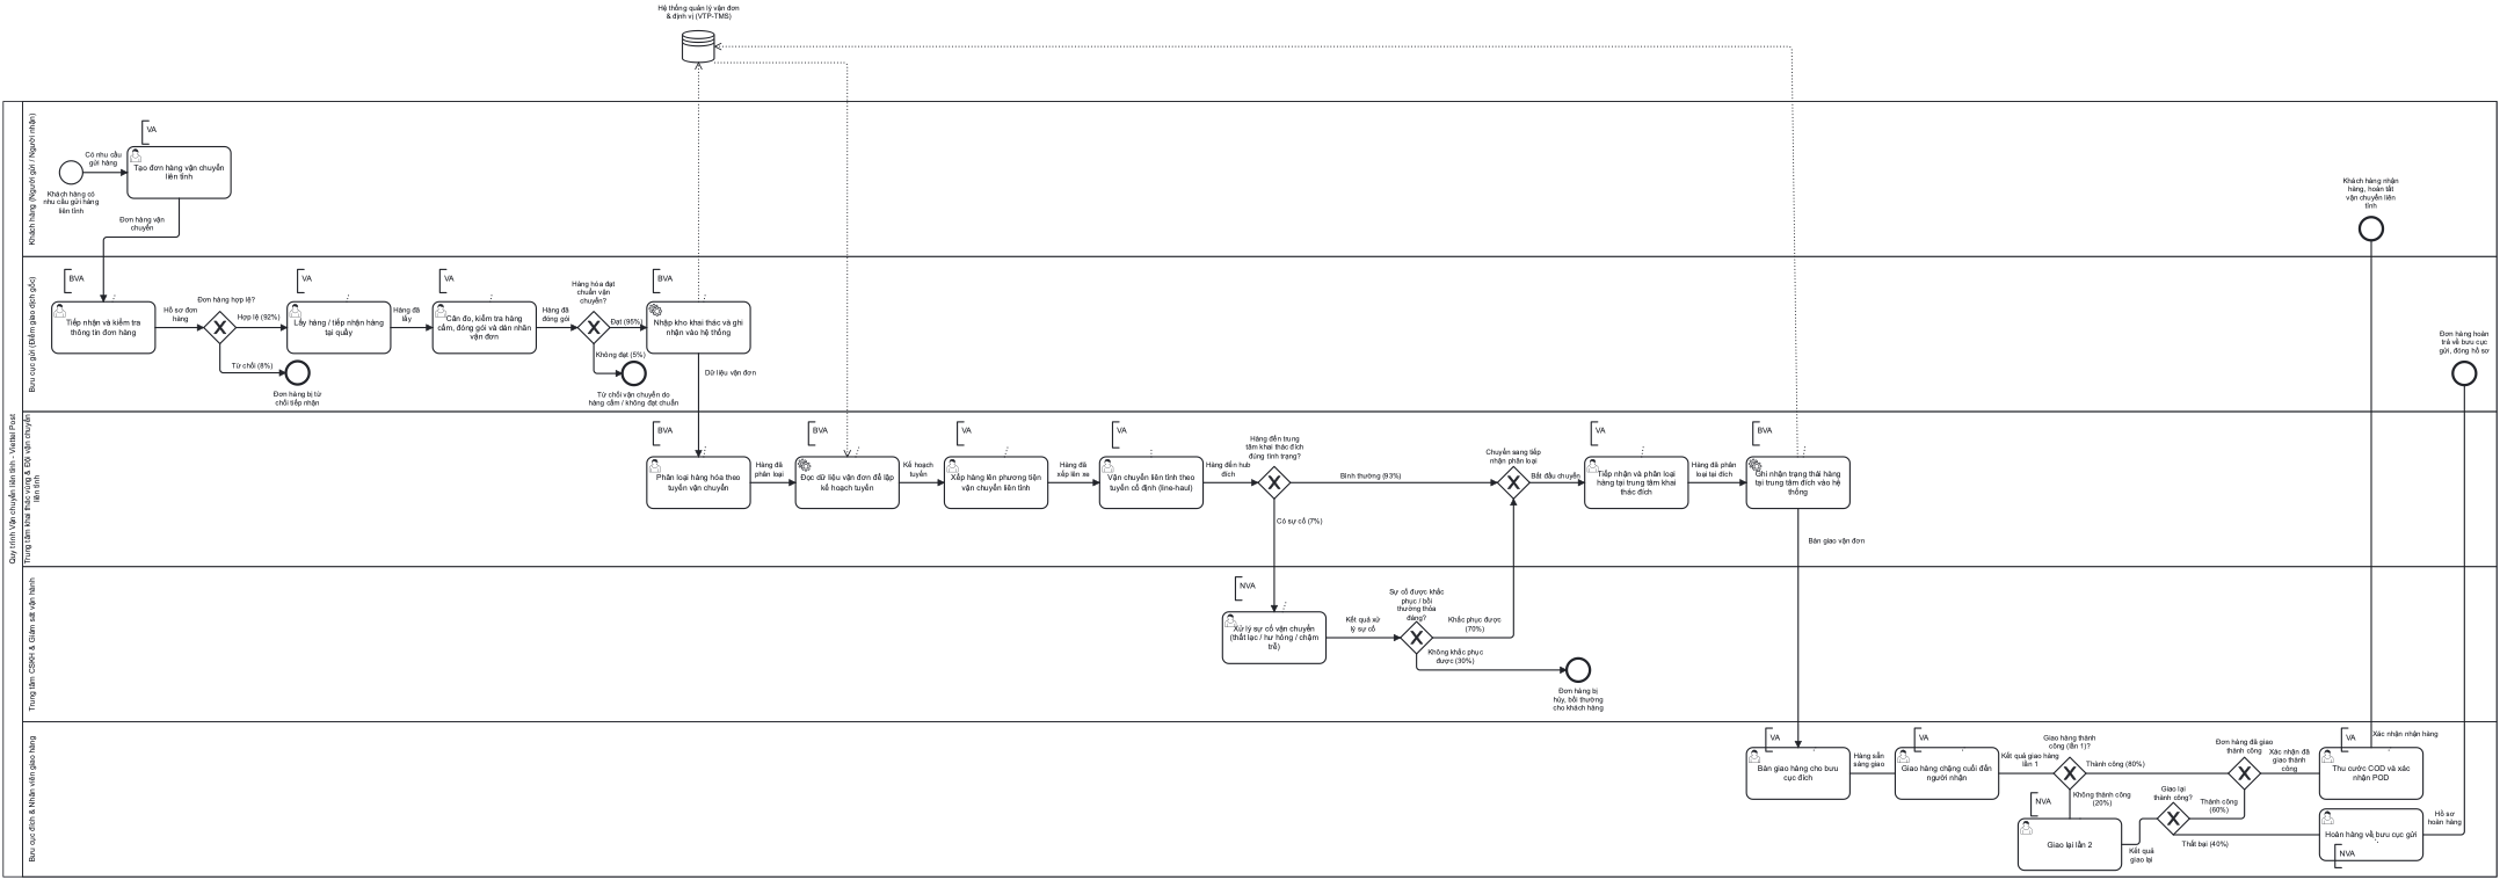 Hệ thống quản lý vận đơn
& định vị (VTP-TMS)
Quy trình Vận chuyển liên tỉnh - Viettel Post
Khách hàng (Người gửi / Người nhận)
VA
Có nhu cầu
gửi hàng
Tạo đơn hàng vận chuyển
liên tỉnh
Khách hàng có
nhu cầu gửi hàng
liên tỉnh
Đơn hàng vận
chuyển
Khách hàng nhận
hàng, hoàn tất
vận chuyển liên
tỉnh
Bưu cục gửi (Điểm giao dịch gốc)
BVA
Tiếp nhận và kiểm tra
thông tin đơn hàng
Hồ sơ đơn
hàng
Đơn hàng hợp lệ?
Hợp lệ (92%)
Từ chối (8%)
Đơn hàng bị từ
chối tiếp nhận
VA
Lấy hàng / tiếp nhận hàng
tại quầy
Hàng đã
lấy
VA
Cân đo, kiểm tra hàng
cấm, đóng gói và dán nhãn
vận đơn
Hàng đã
đóng gói
Hàng hóa đạt
chuẩn vận
chuyển?
Đạt (95%)
Không đạt (5%)
Từ chối vận chuyển do
hàng cấm / không đạt chuẩn
BVA
Nhập kho khai thác và ghi
nhận vào hệ thống
Dữ liệu vận đơn
Đơn hàng hoàn
trả về bưu cục
gửi, đóng hồ sơ
Trung tâm khai thác vùng & Đội vận chuyển
liên tỉnh
BVA
Phân loại hàng hóa theo
tuyến vận chuyển
Hàng đã
phân loại
BVA
Đọc dữ liệu vận đơn để lập
kế hoạch tuyến
Kế hoạch
tuyến
VA
Xếp hàng lên phương tiện
vận chuyển liên tỉnh
Hàng đã
xếp lên xe
VA
Vận chuyển liên tỉnh theo
tuyến cố định (line-haul)
Hàng đến hub
đích
Hàng đến trung
tâm khai thác đích
đúng tình trạng?
Bình thường (93%)
Có sự cố (7%)
Chuyển sang tiếp
nhận phân loại
Bắt đầu chuyển
VA
Tiếp nhận và phân loại
hàng tại trung tâm khai
thác đích
Hàng đã phân
loại tại đích
BVA
Ghi nhận trạng thái hàng
tại trung tâm đích vào hệ
thống
Bàn giao vận đơn
Trung tâm CSKH & Giám sát vận hành
NVA
Xử lý sự cố vận chuyển
(thất lạc / hư hỏng / chậm
trễ)
Kết quả xử
lý sự cố
Sự cố được khắc
phục / bồi
thường thỏa
đáng?
Khắc phục được
(70%)
Không khắc phục
được (30%)
Đơn hàng bị
hủy, bồi thường
cho khách hàng
Bưu cục đích & Nhân viên giao hàng
VA
Bàn giao hàng cho bưu
cục đích
Hàng sẵn
sàng giao
VA
Giao hàng chặng cuối đến
người nhận
Kết quả giao hàng
lần 1
Giao hàng thành
công (lần 1)?
Thành công (80%)
Không thành công
(20%)
NVA
Giao lại lần 2
Kết quả
giao lại
Giao lại
thành công?
Thành công
(60%)
Thất bại (40%)
Đơn hàng đã giao
thành công
Xác nhận đã
giao thành
công
VA
Xác nhận nhận hàng
Thu cước COD và xác
nhận POD
Hoàn hàng về bưu cục gửi
NVA
Hồ sơ
hoàn hàng